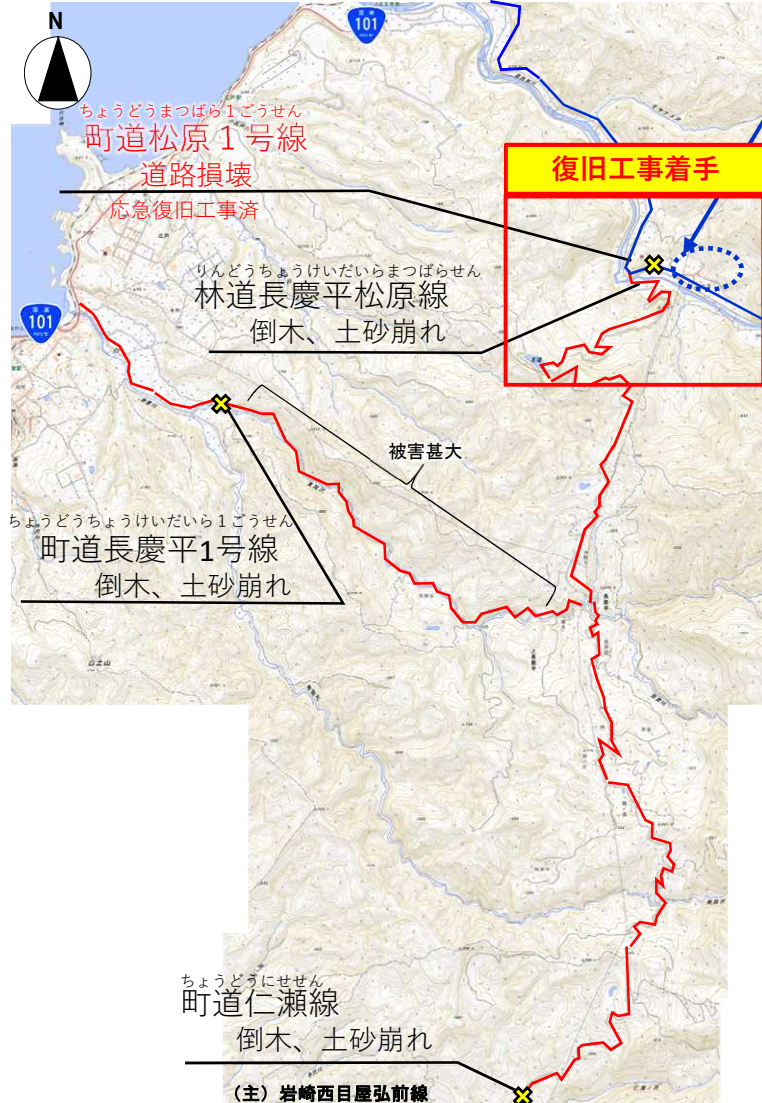 N
101
ちょうどうまつばら１ごうせん
町道松原１号線
道路損壊
応急復旧工事済
復旧工事着手
りんどうちょうけいだいらまつばらせん
林道長慶平松原線
倒木、土砂崩れ
101
被害甚大
ちょうどうちょうけいだいら１ごうせん
町道長慶平1号線
倒木、土砂崩れ
白土山
ちょうどうにせせん
町道仁瀬線
倒木、土砂崩れ
（主）岩崎西目屋弘前線